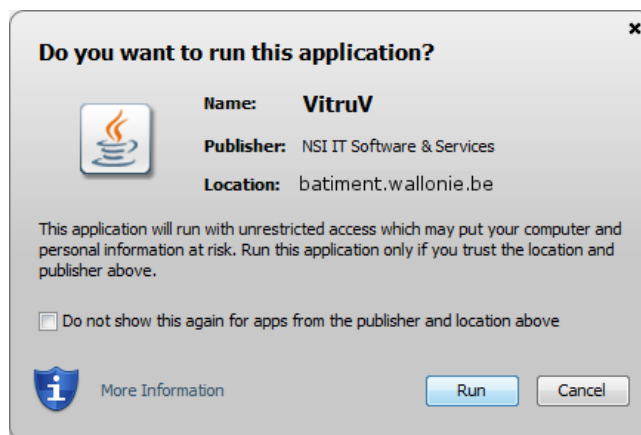 Do you want to run this application?
Name: VitruV
Publisher: NSI IT Software & Services
Location: batiment.wallonie.be
This application will run with unrestricted access which may put your computer and
personal information at risk. Run this application only if you trust the location and
publisher above.
Do not show this again for apps from the publisher and location above
More Information Run Cancel